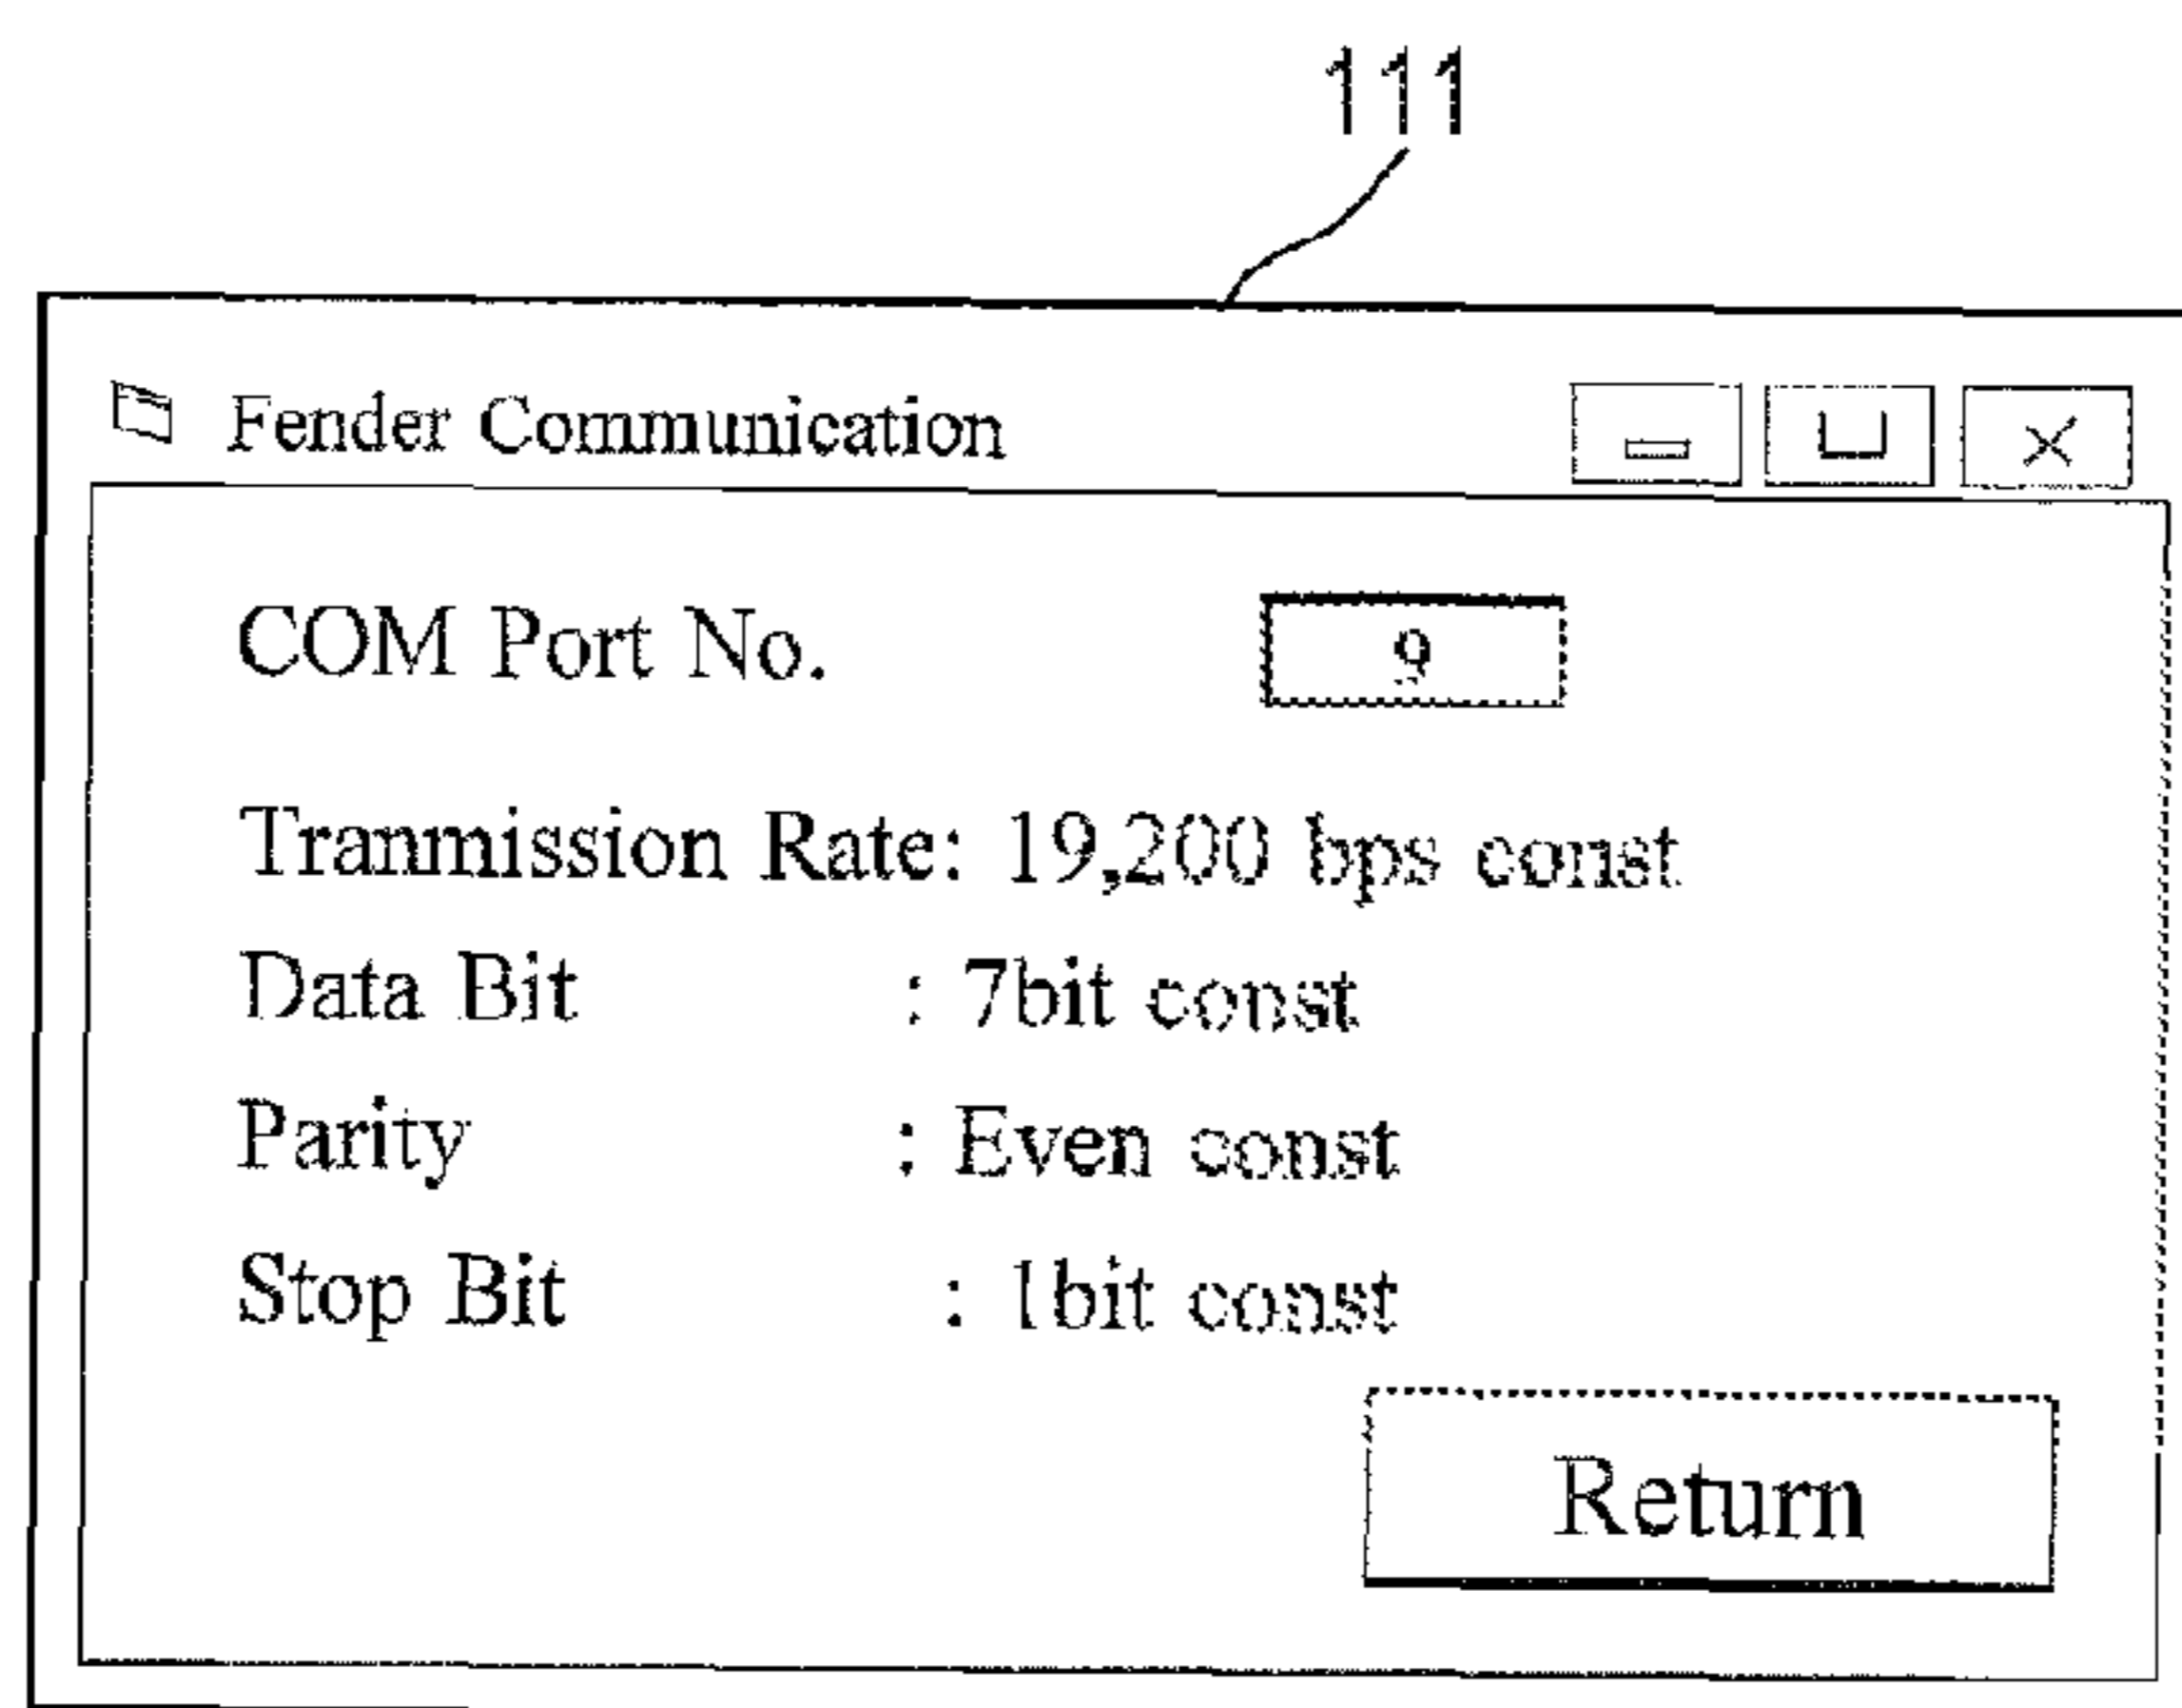 111
Fender Communication
COM Port No. 9
Tranmission Rate: 19,200 bps const
Data Bit : 7bit const
Parity : Even const
Stop Bit : 1bit const
Return